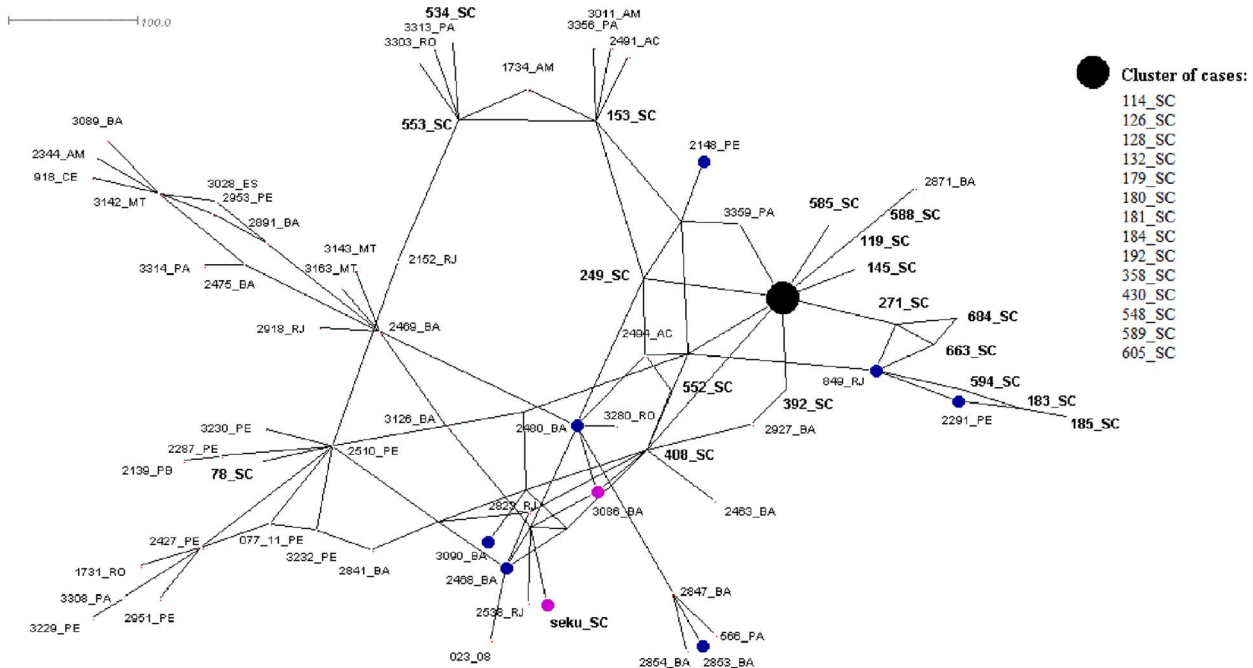 100.0
534_SC
3011_AM
3313_PA
3356_PA
3303_RO
2491_AC
1734_AM
Cluster of cases:
114_SC
126_SC
128_SC
132_SC
179_SC
180_SC
181_SC
184_SC
192_SC
358_SC
430_SC
548_SC
589_SC
605_SC
553_SC
153_SC
3089_BA
2148_PE
2344_AM
918_CE
3028_ES
2953_PE
3142_MT
2891_BA
2871_BA
585_SC
588_SC
3359_PA
119_SC
3143_MT
3314_PA
3163_MT
2152_RJ
249_SC
145_SC
2475_BA
271_SC
684_SC
2918_RJ
2469_BA
2494_AC
663_SC
849_RJ
594_SC
552_SC
392_SC
183_SC
2291_PE
185_SC
3126_BA
3280_RO
2480_BA
2927_BA
3230_PE
2287_PE
2510_PE
408_SC
2139_PB
78_SC
2829_RJ
3086_BA
2463_BA
2427_PE
077_11_PE
3232_PE
3090_BA
2841_BA
2468_BA
1731_RO
3308_PA
2951_PE
3229_PE
2538_RJ
seku_SC
2847_BA
023_08
566_PA
2854_BA
2853_BA